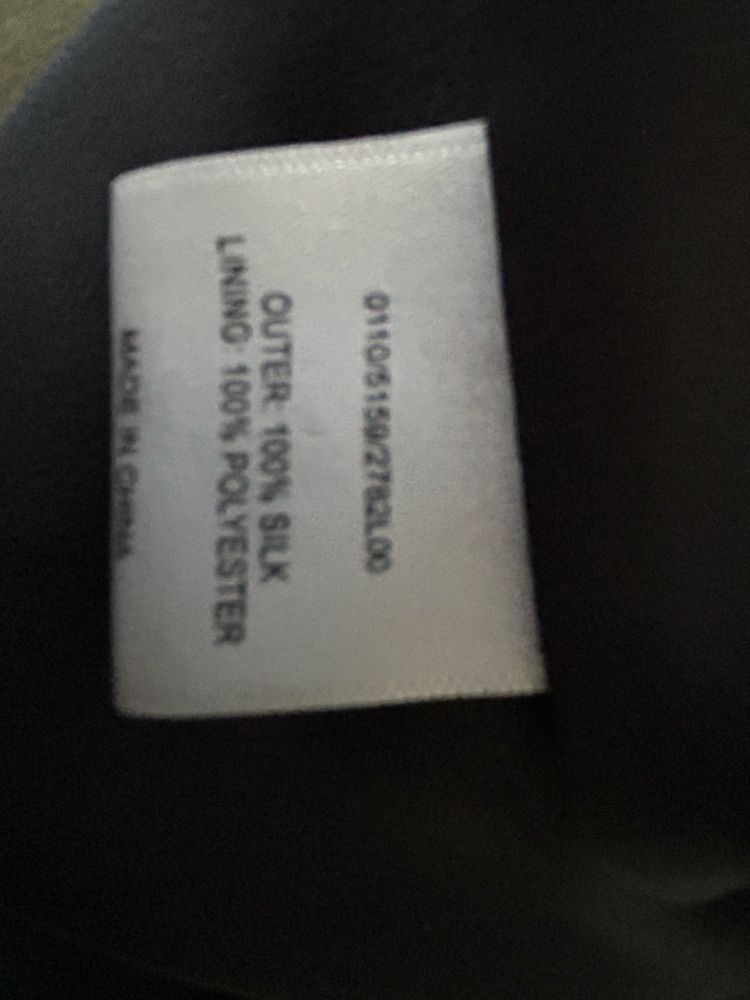 0110/5159/2782L00
OUTER: 100% SILK
LINING: 100% POLYESTER
MADE IN CHINA